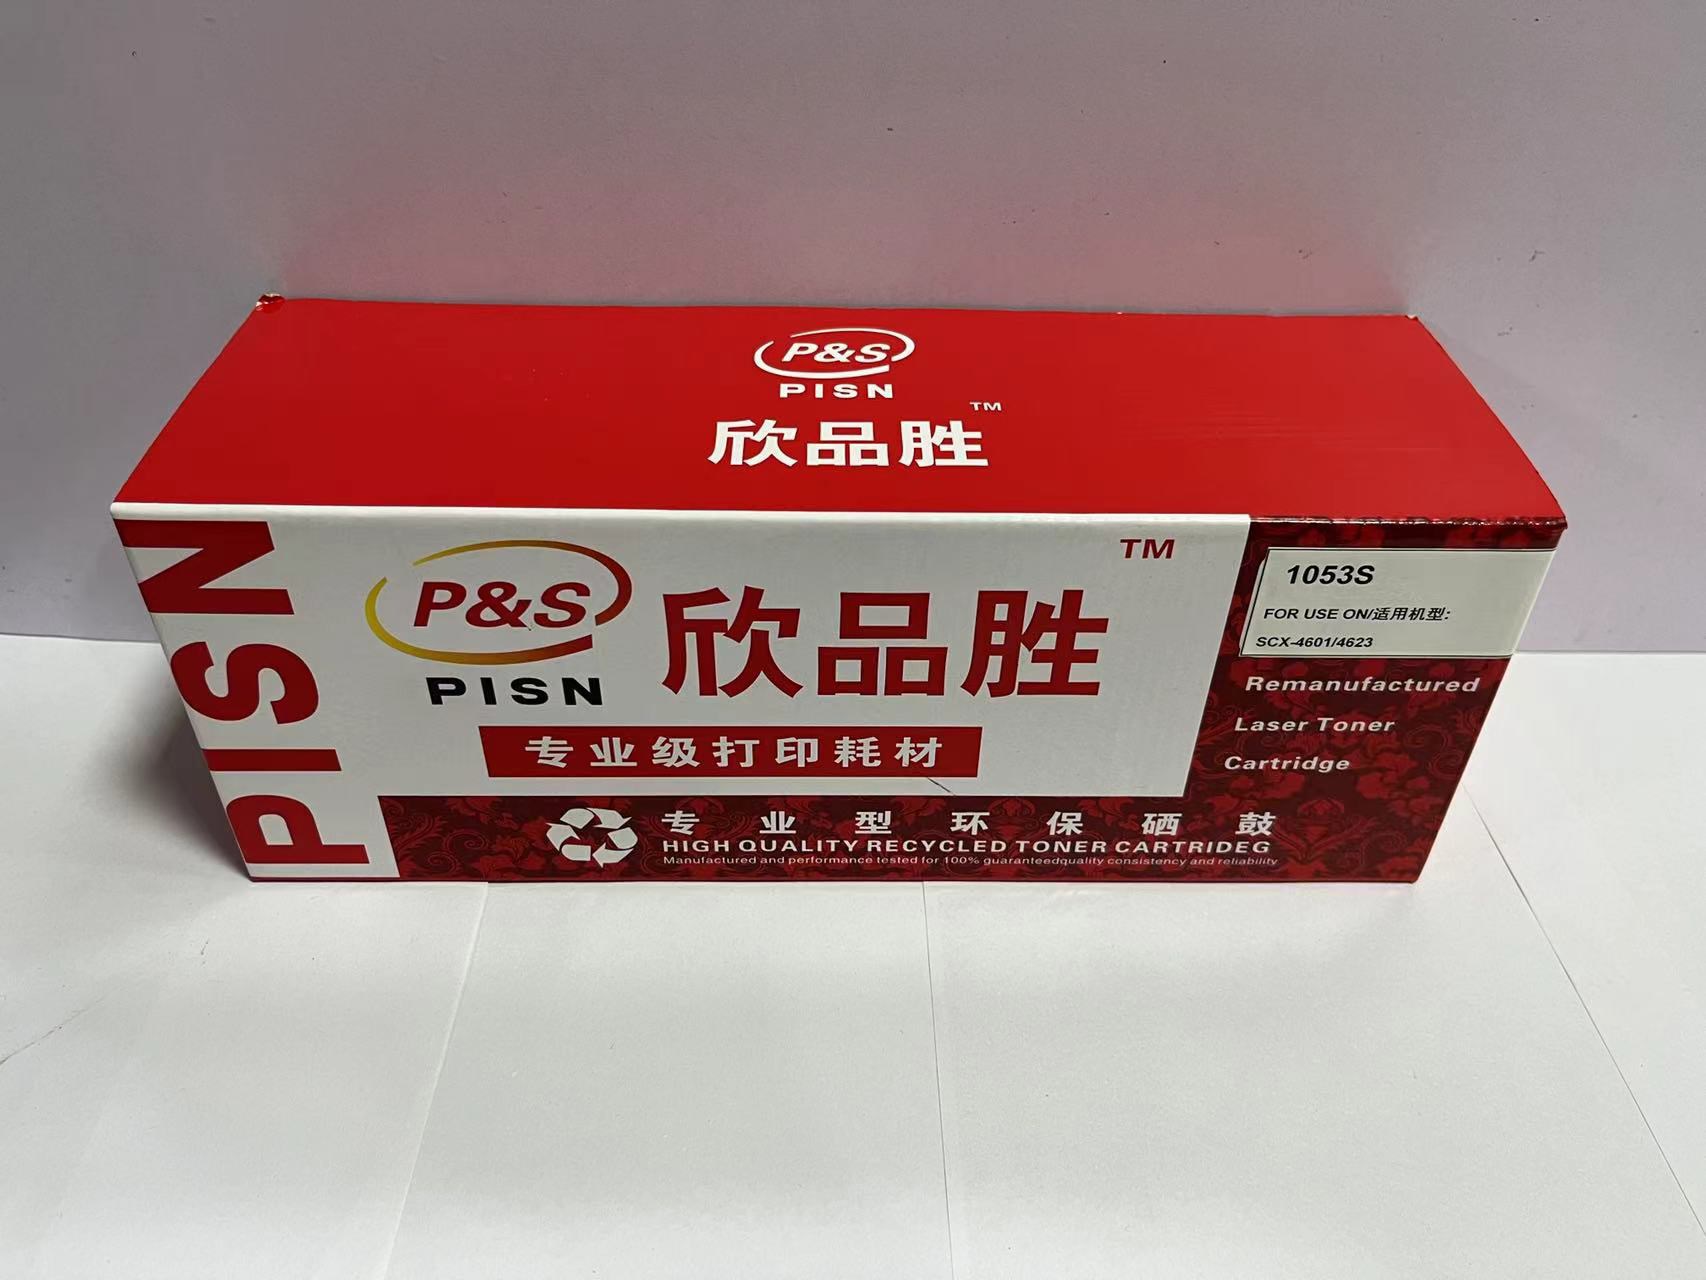 P&S
PISN
TM
欣品胜
PISN
P&S
PISN
欣品胜
TM
专业级打印耗材
1053S
FOR USE ON/适用机型:
SCX-4601/4623
Remanufactured
Laser Toner
Cartridge
专业型环保硒鼓
HIGH QUALITY RECYCLED TONER CARTRIDEG
Manufactured and performance tested for 100% guaranteedquality consistency and reliability